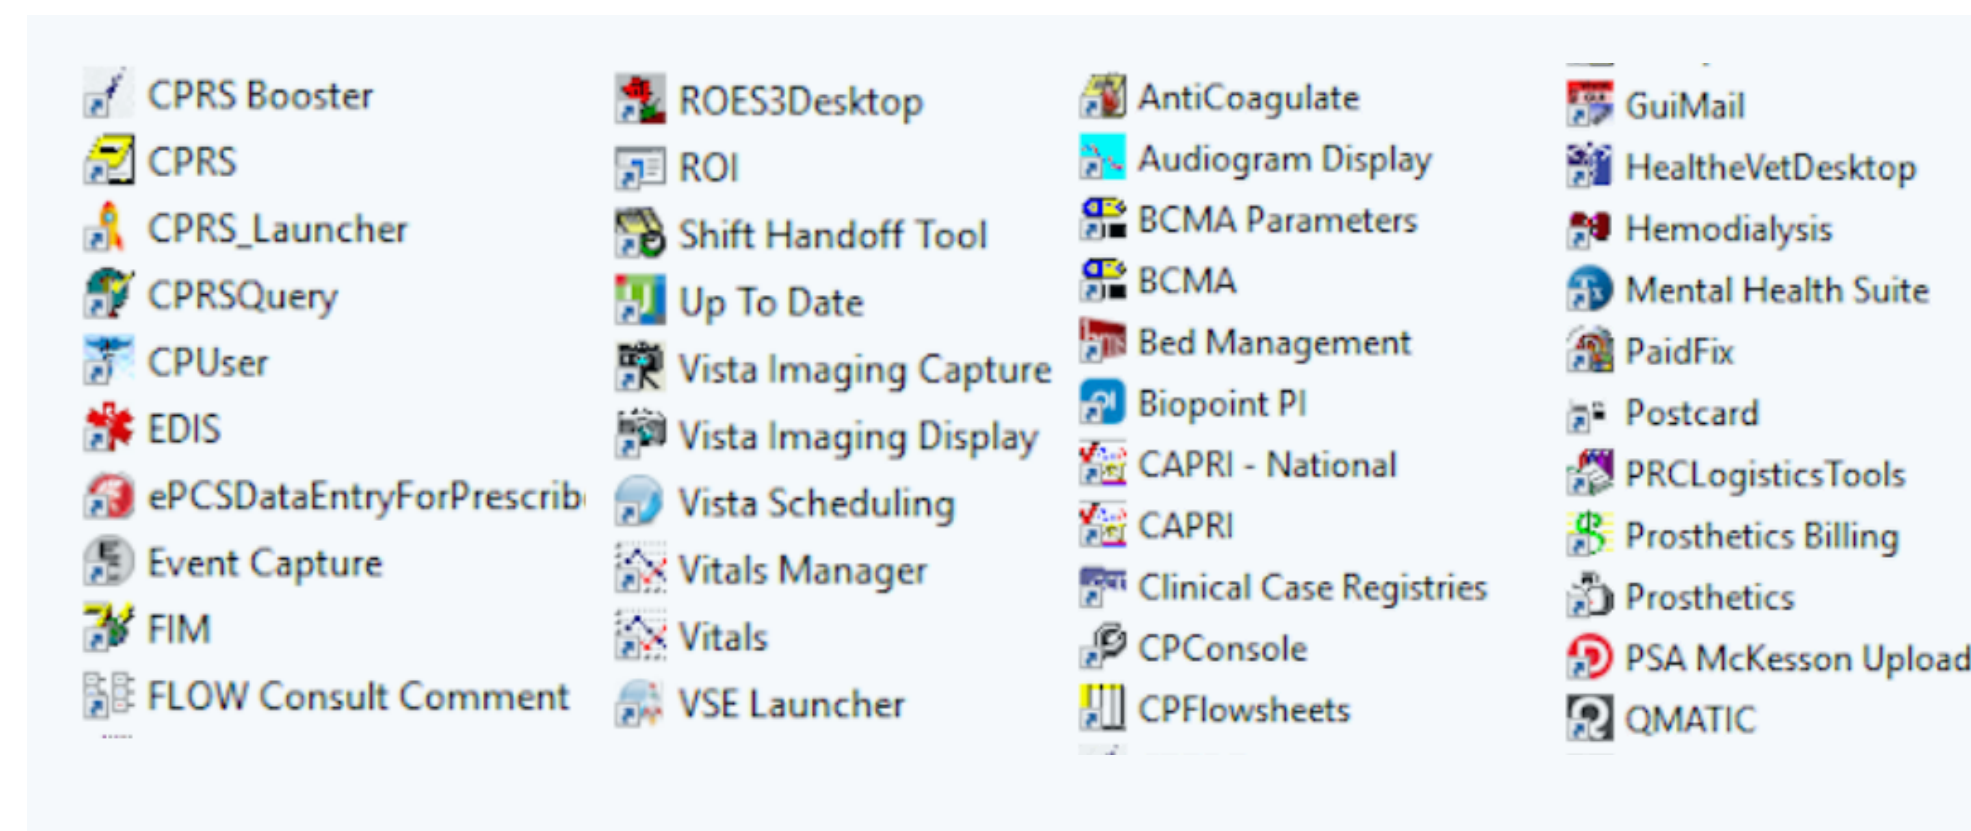 CPRS Booster
CPRS
CPRS_Launcher
CPRSQuery
CPUser
EDIS
ePCSDataEntryForPrescrib
Event Capture
FIM
FLOW Consult Comment
ROES3Desktop
ROI
Shift Handoff Tool
Up To Date
Vista Imaging Capture
Vista Imaging Display
Vista Scheduling
Vitals Manager
Vitals
VSE Launcher
AntiCoagulate
Audiogram Display
BCMA Parameters
BCMA
Bed Management
Biopoint PI
CAPRI - National
CAPRI
Clinical Case Registries
CPConsole
CPFlowsheets
GuiMail
HealtheVetDesktop
Hemodialysis
Mental Health Suite
PaidFix
Postcard
PRCLogisticsTools
Prosthetics Billing
Prosthetics
PSA McKesson Upload
QMATIC